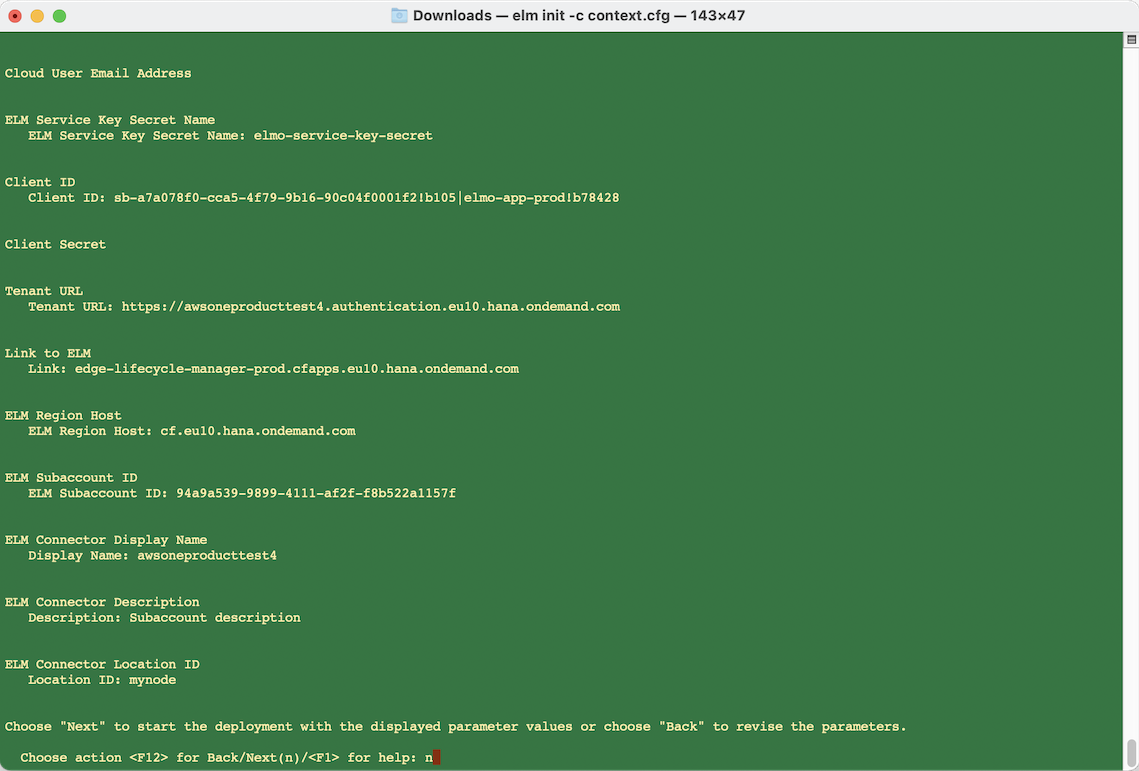 Downloads — elm init -c context.cfg — 143×47
Cloud User Email Address
ELM Service Key Secret Name
ELM Service Key Secret Name: elmo-service-key-secret
Client ID
Client ID: sb-a7a078f0-cca5-4f79-9b16-90c04f0001f2!b105|elmo-app-prod!b78428
Client Secret
Tenant URL
Tenant URL: https://awsoneproducttest4.authentication.eu10.hana.ondemand.com
Link to ELM
Link: edge-lifecycle-manager-prod.cfapps.eu10.hana.ondemand.com
ELM Region Host
ELM Region Host: cf.eu10.hana.ondemand.com
ELM Subaccount ID
ELM Subaccount ID: 94a9a539-9899-4111-af2f-f8b522a1157f
ELM Connector Display Name
Display Name: awsoneproducttest4
ELM Connector Description
Description: Subaccount description
ELM Connector Location ID
Location ID: mynode
Choose "Next" to start the deployment with the displayed parameter values or choose "Back" to revise the parameters.
Choose action <F12> for Back/Next(n)/<F1> for help: n